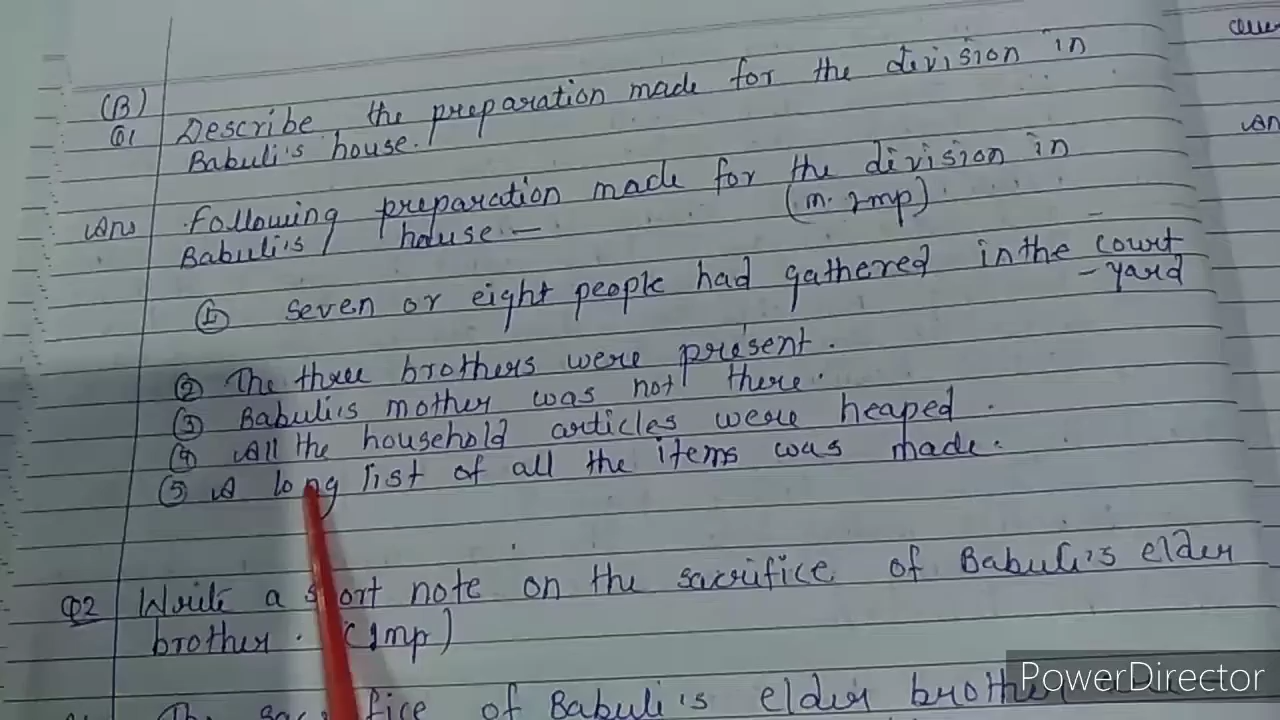 (B)
Q1 Describe the preparation made for the division in
Babuli's house.
Ans Following preparation made for the division in
Babuli's house — (m. Imp)
① Seven or eight people had gathered in the court
-yard
② The three brothers were present.
③ Babuli's mother was not there.
④ All the household articles were heaped.
⑤ A long list of all the items was made.
Q2 Write a short note on the sacrifice of Babuli's elder
brother. (Imp)
The sacrifice of Babuli's elder brother
PowerDirector